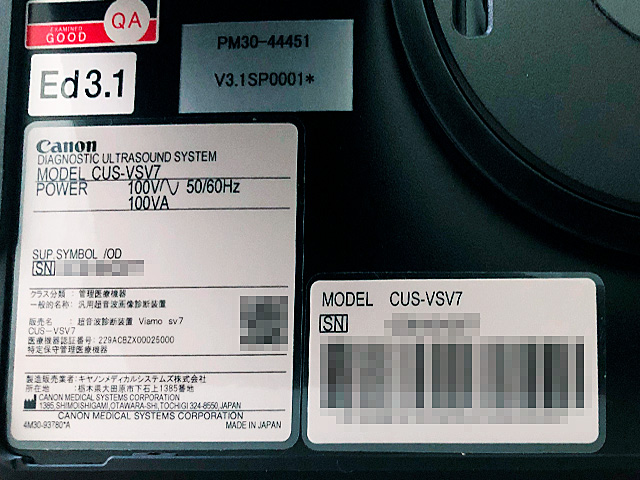 EXAMINED
GOOD
QA
PM30-44451
V3.1SP0001*
Ed3.1
Canon
DIAGNOSTIC ULTRASOUND SYSTEM
MODEL CUS-VSV7
POWER 100V 50/60Hz
100VA
SUP.SYMBOL /OD
SN
クラス分類 : 管理医療機器
一般的名称: 汎用超音波画像診断装置
販売名 : 超音波診断装置 Viamo sv7
CUS-VSV7
医療機器認証番号: 229ACBZX00025000
特定保守管理医療機器
製造販売業者: キヤノンメディカルシステムズ株式会社
所在地 : 栃木県大田原市下石上1385番地
CANON MEDICAL SYSTEMS CORPORATION
1385,SHIMOISHIGAMI,OTAWARA-SHI,TOCHIGI 324-8550,JAPAN
CANON MEDICAL SYSTEMS CORPORATION
4M30-93780*A MADE IN JAPAN
MODEL CUS-VSV7
SN